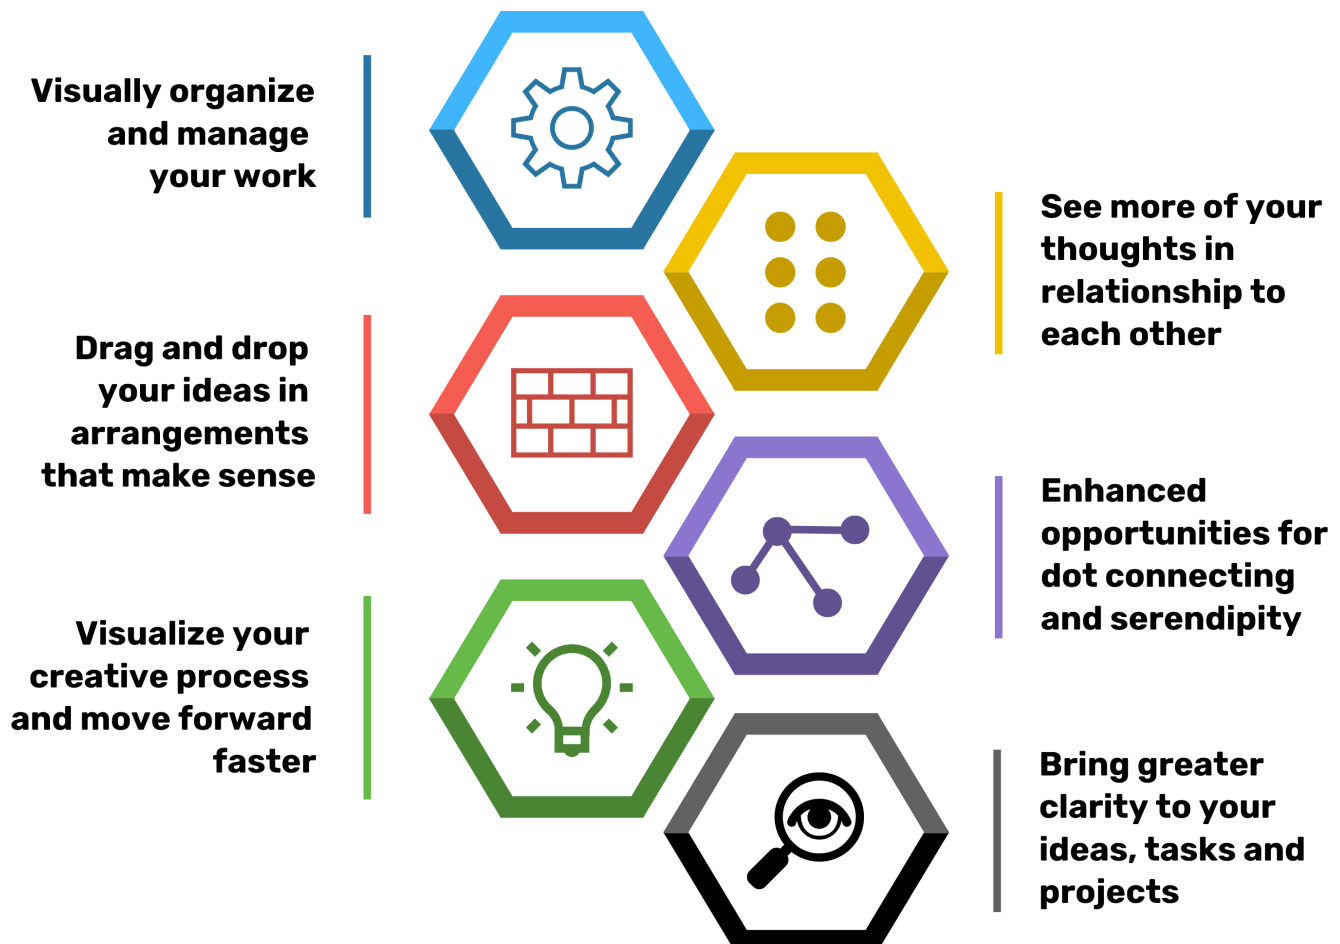 Visually organize
and manage
your work
See more of your
thoughts in
relationship to
each other
Drag and drop
your ideas in
arrangements
that make sense
Enhanced
opportunities for
dot connecting
and serendipity
Visualize your
creative process
and move forward
faster
Bring greater
clarity to your
ideas, tasks and
projects